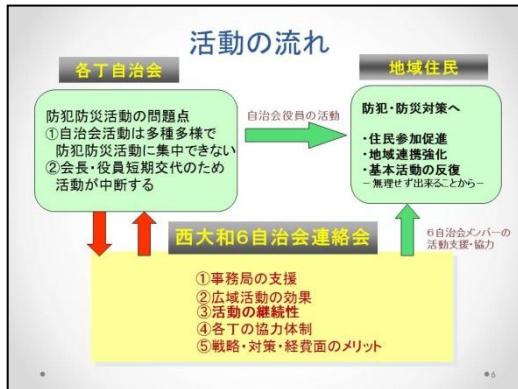 活動の流れ
各丁自治会
防犯防災活動の問題点
①自治会活動は多種多様で
防犯防災活動に集中できない
②会長・役員短期交代のため
活動が中断する
自治会役員の活動
地域住民
防犯・防災対策へ
・住民参加促進
・地域連携強化
・基本活動の反復
－無理せず出来ることから－
西大和6自治会連絡会
6自治会メンバーの
活動支援・協力
①事務局の支援
②広域活動の効果
③活動の継続性
④各丁の協力体制
⑤戦略・対策・経費面のメリット
6